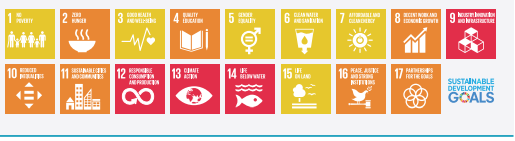 1 NO POVERTY
2 ZERO HUNGER
3 GOOD HEALTH AND WELL-BEING
4 QUALITY EDUCATION
5 GENDER EQUALITY
6 CLEAN WATER AND SANITATION
7 AFFORDABLE AND CLEAN ENERGY
8 DECENT WORK AND ECONOMIC GROWTH
9 INDUSTRY, INNOVATION AND INFRASTRUCTURE
10 REDUCED INEQUALITIES
11 SUSTAINABLE CITIES AND COMMUNITIES
12 RESPONSIBLE CONSUMPTION AND PRODUCTION
13 CLIMATE ACTION
14 LIFE BELOW WATER
15 LIFE ON LAND
16 PEACE, JUSTICE AND STRONG INSTITUTIONS
17 PARTNERSHIPS FOR THE GOALS
SUSTAINABLE
DEVELOPMENT
GOALS